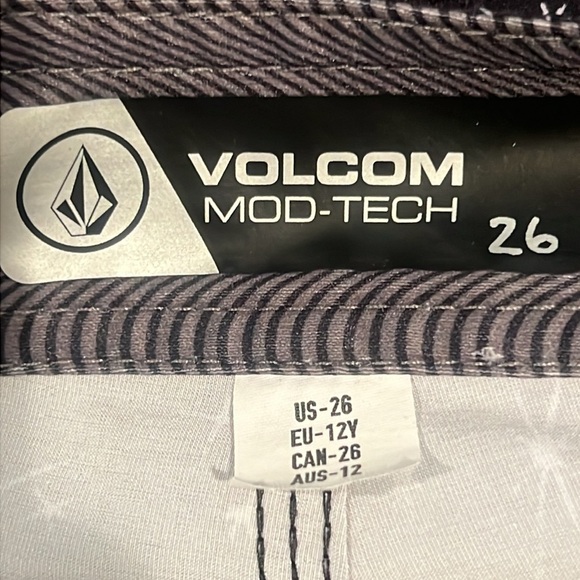 VOLCOM
MOD-TECH
26
US-26
EU-12Y
CAN-26
AUS-12